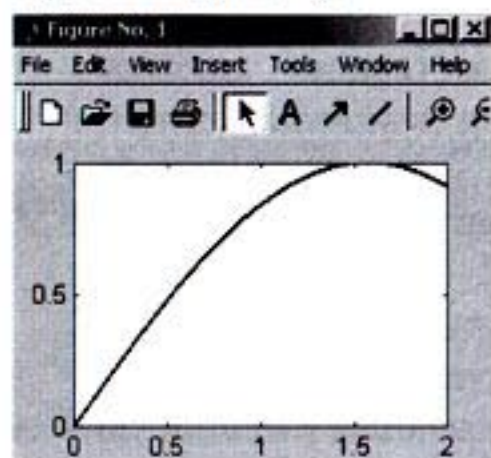 Figure No. 1
File Edit View Insert Tools Window Help
A
1
0.5
0
0 0.5 1 1.5 2